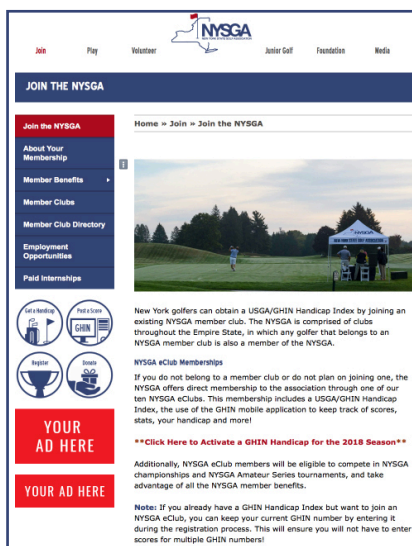 NYSGA
Join
Play
Volunteer
Junior Golf
Foundation
Media
JOIN THE NYSGA
Join the NYSGA
About Your
Membership
Member Benefits
Member Clubs
Member Club Directory
Employment
Opportunities
Paid Internships
Get a Handicap
Post a Score
GHIN
Register
Donate
YOUR
AD HERE
YOUR AD HERE
Home » Join » Join the NYSGA
NYSGA
New York golfers can obtain a USGA/GHIN Handicap Index by joining an
existing NYSGA member club. The NYSGA is comprised of clubs
throughout the Empire State, in which any golfer that belongs to an
NYSGA member club is also a member of the NYSGA.
NYSGA eClub Memberships
If you do not belong to a member club or do not plan on joining one, the
NYSGA offers direct membership to the association through one of our
ten NYSGA eClubs. This membership includes a USGA/GHIN Handicap
Index, the use of the GHIN mobile application to keep track of scores,
stats, your handicap and more!
**Click Here to Activate a GHIN Handicap for the 2018 Season**
Additionally, NYSGA eClub members will be eligible to compete in NYSGA
championships and NYSGA Amateur Series tournaments, and take
advantage of all the NYSGA member benefits.
Note: If you already have a GHIN Handicap Index but want to join an
NYSGA eClub, you can keep your current GHIN number by entering it
during the registration process. This will ensure you will not have to enter
scores for multiple GHIN numbers!